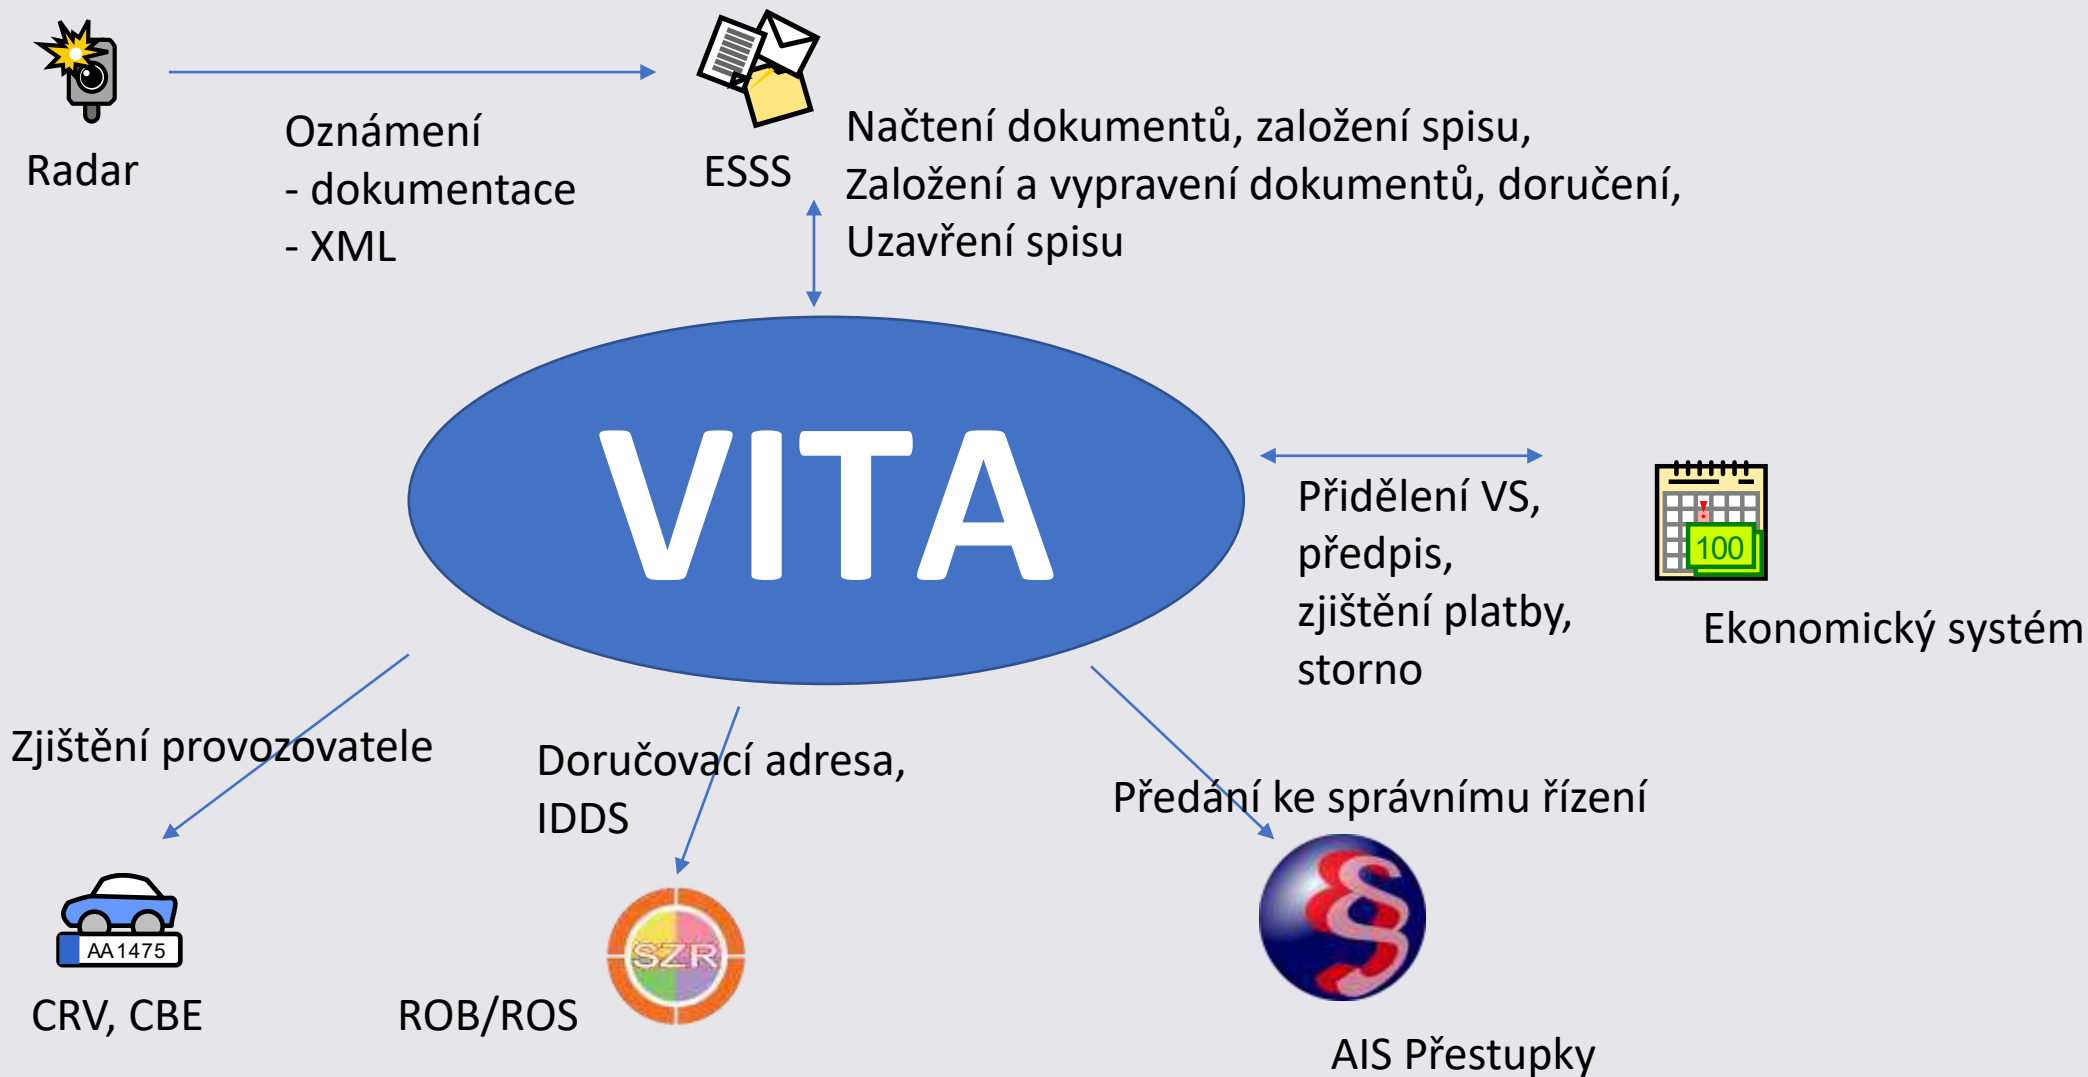 Radar
Oznámení
- dokumentace
- XML
ESSS
Načtení dokumentů, založení spisu,
Založení a vypravení dokumentů, doručení,
Uzavření spisu
VITA
Přidělení VS,
předpis,
zjištění platby,
storno
100
Ekonomický systém
Zjištění provozovatele
Doručovací adresa,
IDDS
Předání ke správnímu řízení
AA 1475
CRV, CBE
ROB/ROS
SZR
§
AIS Přestupky